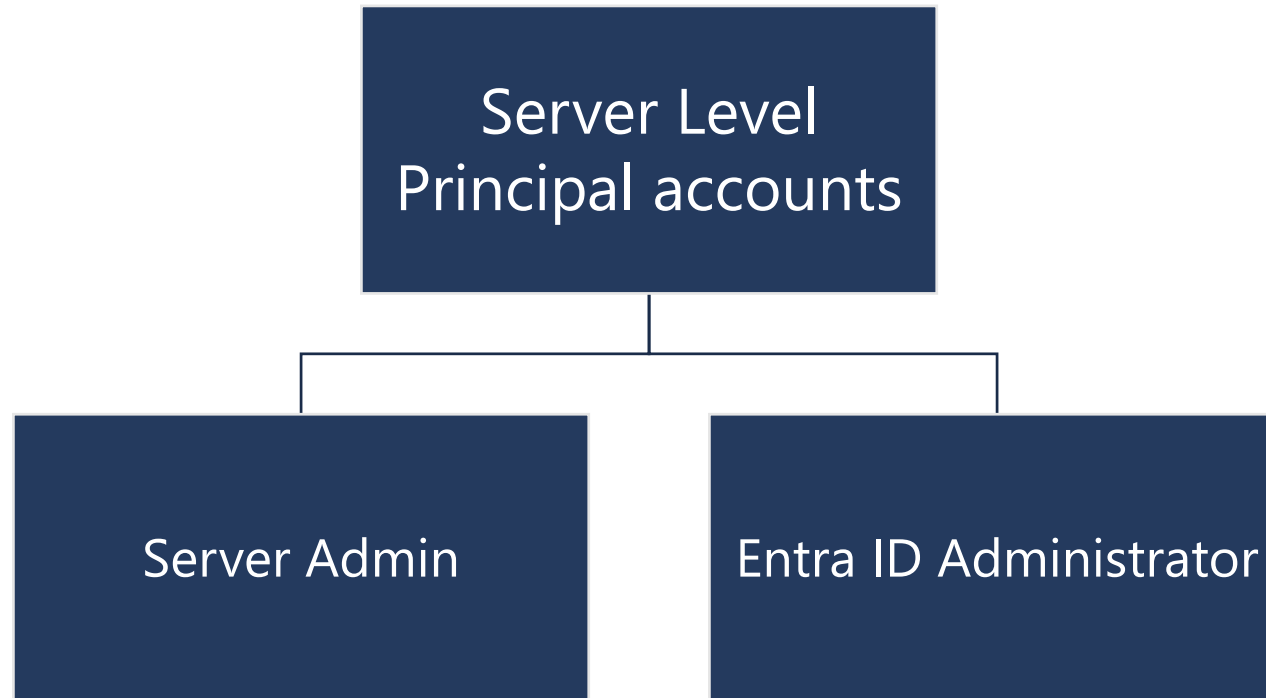 Server Level
Principal accounts
Server Admin
Entra ID Administrator